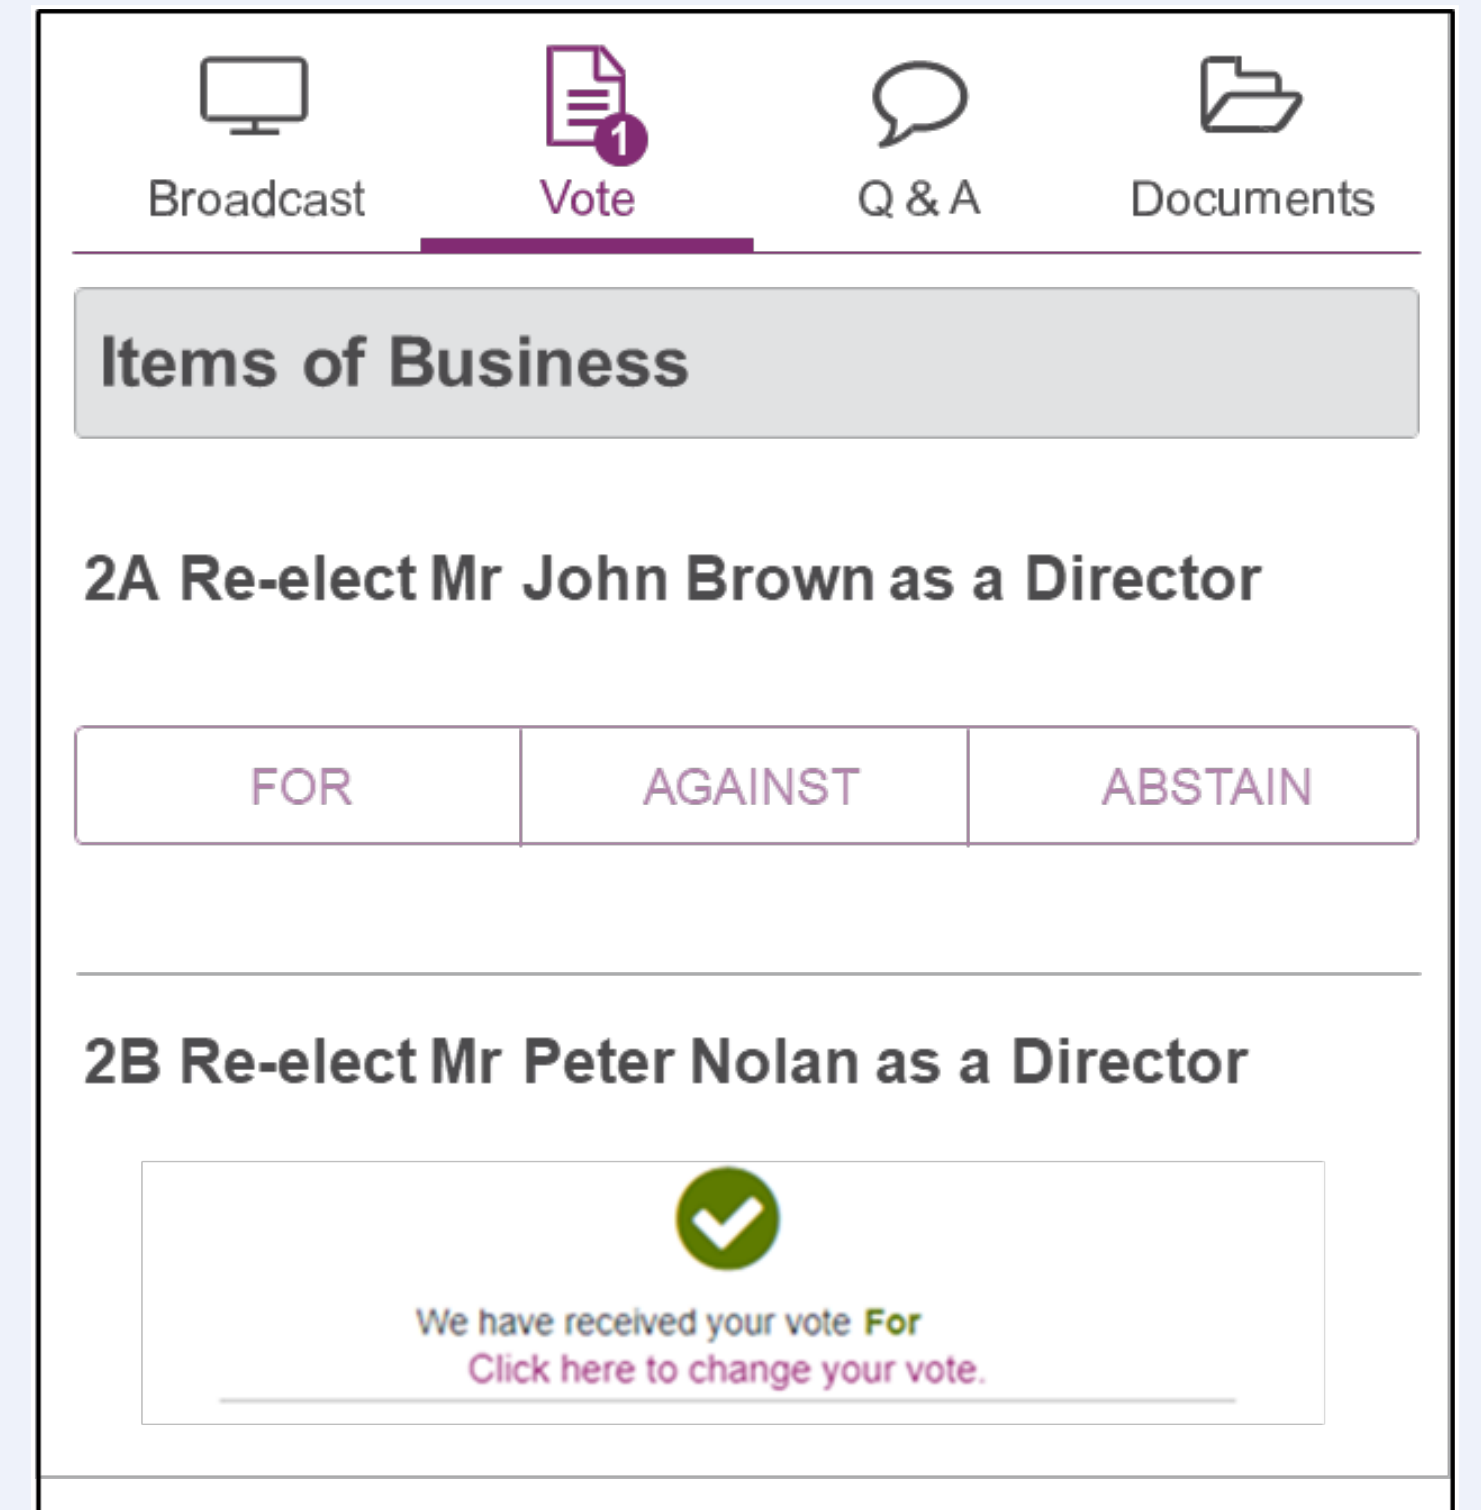 1
Broadcast Vote Q & A Documents
Items of Business
2A Re-elect Mr John Brown as a Director
FOR AGAINST ABSTAIN
2B Re-elect Mr Peter Nolan as a Director
We have received your vote For
Click here to change your vote.